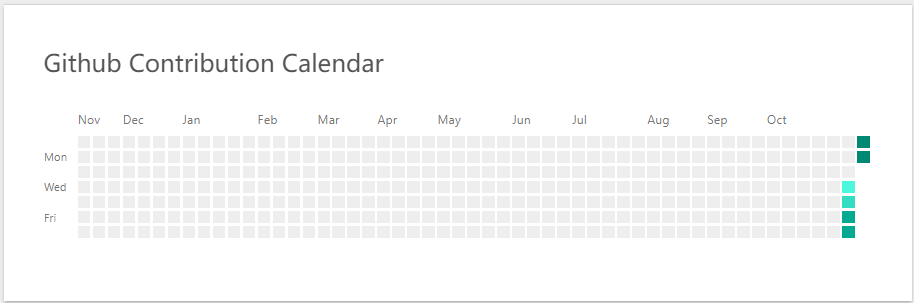 Github Contribution Calendar
Nov Dec Jan Feb Mar Apr May Jun Jul Aug Sep Oct
Mon
Wed
Fri